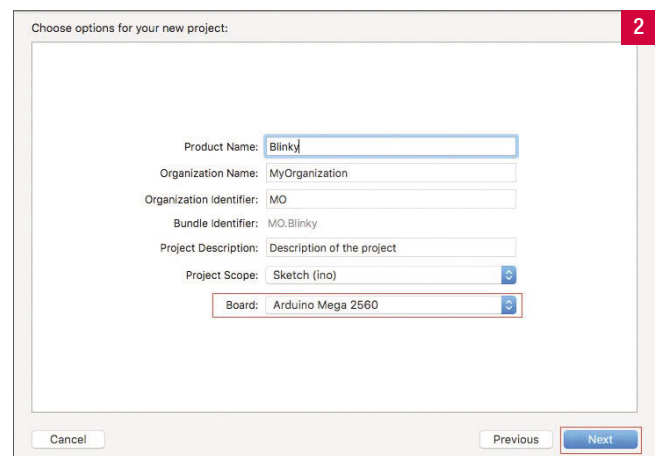 Choose options for your new project:
2
Product Name: Blinky
Organization Name: MyOrganization
Organization Identifier: MO
Bundle Identifier: MO.Blinky
Project Description: Description of the project
Project Scope: Sketch (ino)
Board: Arduino Mega 2560
Cancel Previous Next